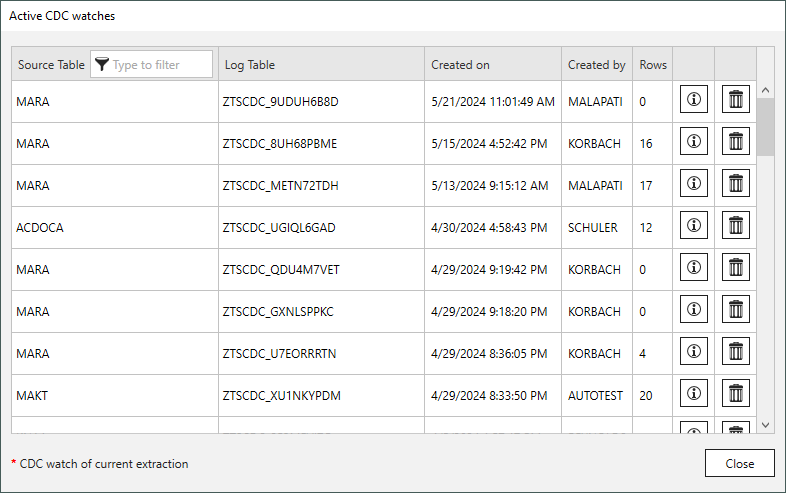 Active CDC watches
Source Table Type to filter Log Table Created on Created by Rows
MARA ZTSCDC_9UDUH6B8D 5/21/2024 11:01:49 AM MALAPATI 0
MARA ZTSCDC_8UH68PBME 5/15/2024 4:52:42 PM KORBACH 16
MARA ZTSCDC_METN72TDH 5/13/2024 9:15:12 AM MALAPATI 17
ACDOCA ZTSCDC_UGIQL6GAD 4/30/2024 4:58:43 PM SCHULER 12
MARA ZTSCDC_QDU4M7VET 4/29/2024 9:19:42 PM KORBACH 0
MARA ZTSCDC_GXNLSPPKC 4/29/2024 9:18:20 PM KORBACH 0
MARA ZTSCDC_U7EORRRTN 4/29/2024 8:36:05 PM KORBACH 4
MAKT ZTSCDC_XU1NKYPDM 4/29/2024 8:33:50 PM AUTOTEST 20
* CDC watch of current extraction
Close